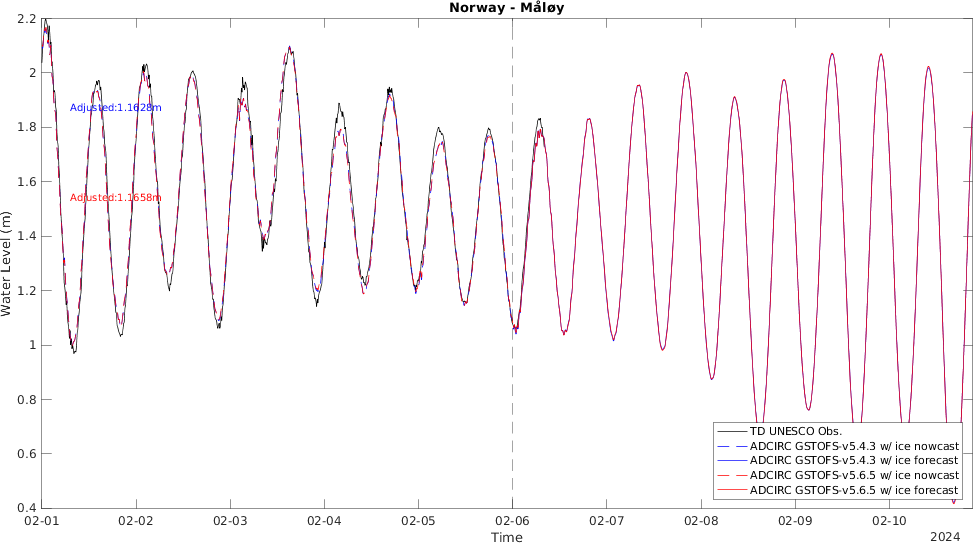 Norway - Måløy
2.2
2
1.8
1.6
1.4
1.2
1
0.8
0.6
0.4
Water Level (m)
Adjusted:1.1628m
Adjusted:1.1658m
TD UNESCO Obs.
ADCIRC GSTOFS-v5.4.3 w/ ice nowcast
ADCIRC GSTOFS-v5.4.3 w/ ice forecast
ADCIRC GSTOFS-v5.6.5 w/ ice nowcast
ADCIRC GSTOFS-v5.6.5 w/ ice forecast
02-01 02-02 02-03 02-04 02-05 02-06 02-07 02-08 02-09 02-10
Time
2024